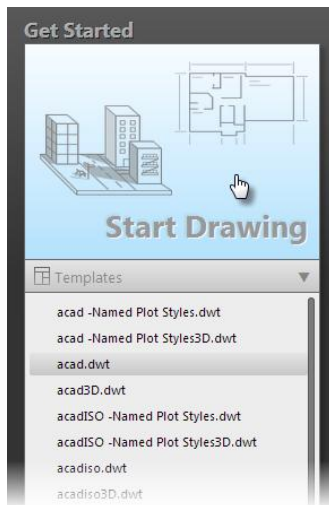 Get Started
Start Drawing
Templates
acad -Named Plot Styles.dwt
acad -Named Plot Styles3D.dwt
acad.dwt
acad3D.dwt
acadISO -Named Plot Styles.dwt
acadISO -Named Plot Styles3D.dwt
acadiso.dwt
acadiso3D.dwt